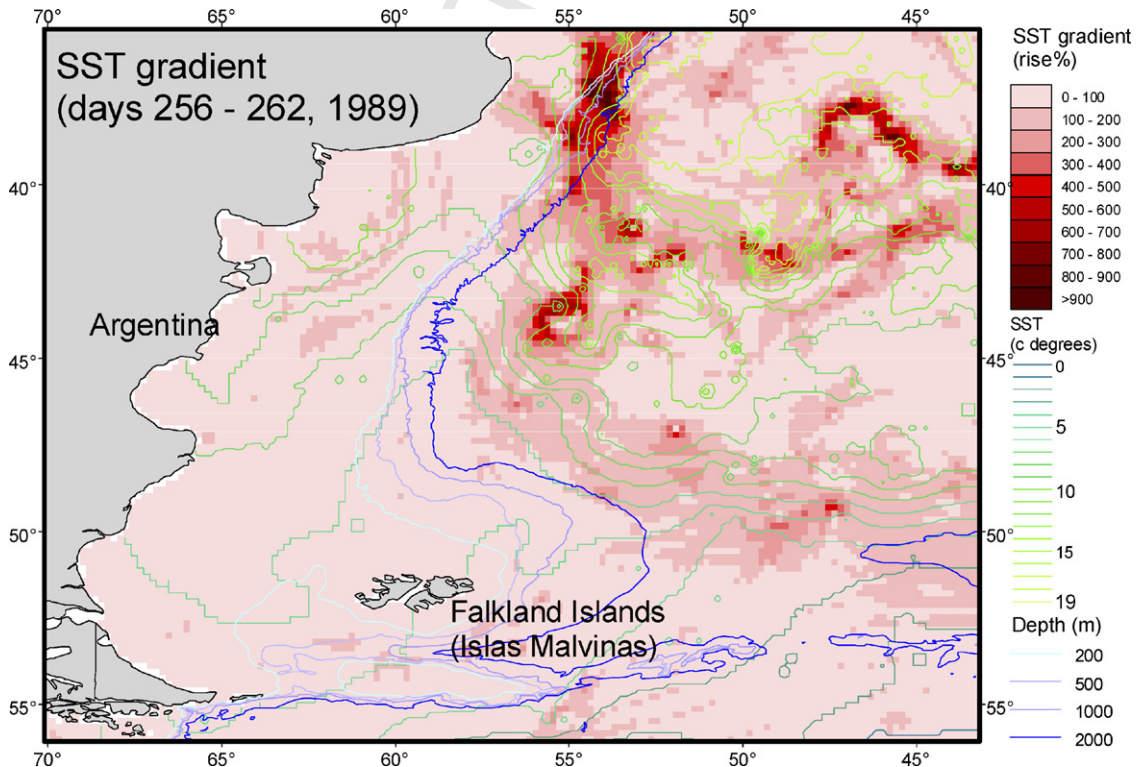 70° 65° 60° 55° 50° 45°
SST gradient
(days 256 - 262, 1989)
40°
45°
50°
55°
Argentina
Falkland Islands
(Islas Malvinas)
40°
45°
50°
55°
70° 65° 60° 55° 50° 45°
SST gradient
(rise%)
0 - 100
100 - 200
200 - 300
300 - 400
400 - 500
600 - 600
600 - 700
700 - 800
800 - 900
>900
SST
(c degrees)
0
5
10
15
19
Depth (m)
200
500
1000
2000